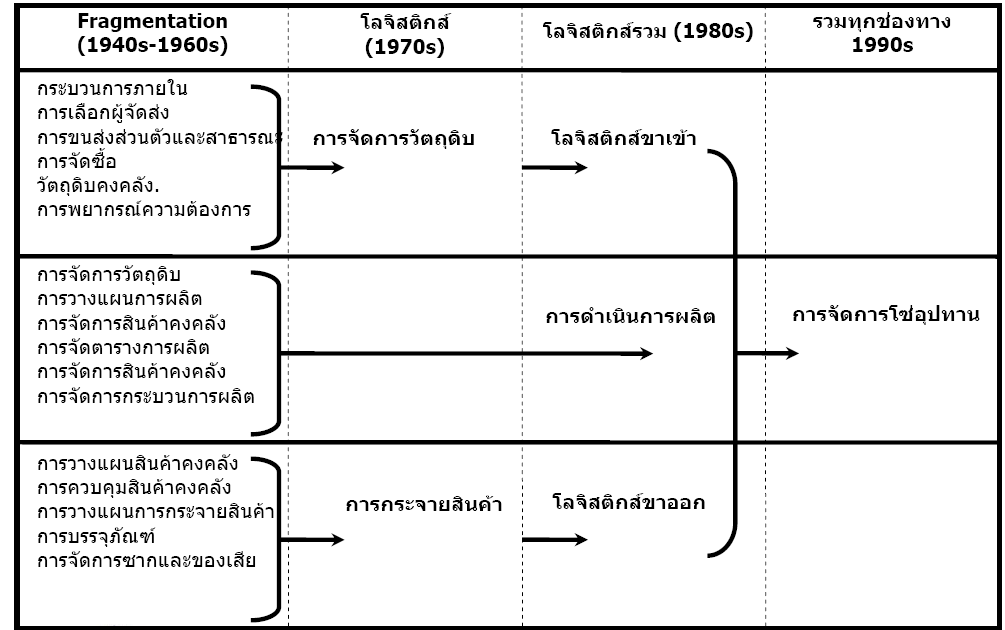 Fragmentation
(1940s-1960s)
โลจิสติกส์
(1970s)
โลจิสติกส์รวม (1980s)
รวมทุกช่องทาง
1990s
กระบวนการภายใน
การเลือกผู้จัดส่ง
การขนส่งส่วนตัวและสาธารณะ
การจัดซื้อ
วัตถุดิบคงคลัง.
การพยากรณ์ความต้องการ
การจัดการวัตถุดิบ
โลจิสติกส์ขาเข้า
การจัดการวัตถุดิบ
การวางแผนการผลิต
การจัดการสินค้าคงคลัง
การจัดตารางการผลิต
การจัดการสินค้าคงคลัง
การจัดการกระบวนการผลิต
การดำเนินการผลิต
การจัดการโซ่อุปทาน
การวางแผนสินค้าคงคลัง
การควบคุมสินค้าคงคลัง
การวางแผนการกระจายสินค้า
การบรรจุภัณฑ์
การจัดการซากและของเสีย
การกระจายสินค้า
โลจิสติกส์ขาออก